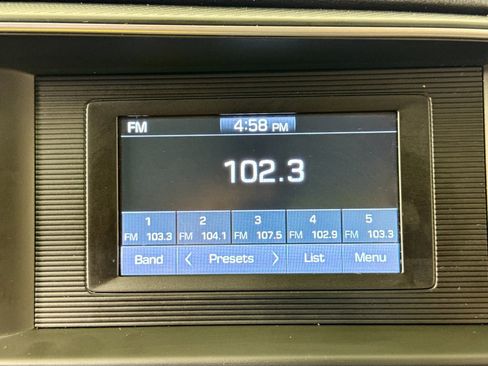 FM 4:58 PM
102.3
1 2 3 4 5
FM 103.3 FM 104.1 FM 107.5 FM 102.9 FM 103.3
Band < Presets > List Menu